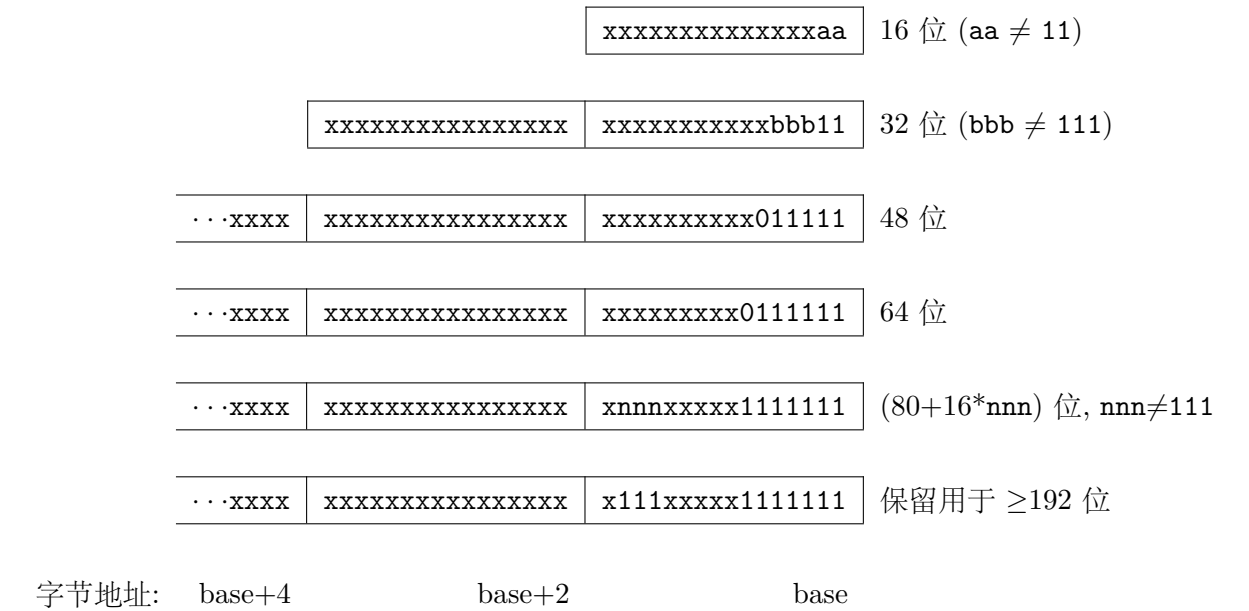 xxxxxxxxxxxxxxaa 16 位 (aa ≠ 11)
xxxxxxxxxxxxxxxx xxxxxxxxxxxbbb11 32 位 (bbb ≠ 111)
···xxxx xxxxxxxxxxxxxxxx xxxxxxxxxx011111 48 位
···xxxx xxxxxxxxxxxxxxxx xxxxxxxxx0111111 64 位
···xxxx xxxxxxxxxxxxxxxx xnnnxxxxx1111111 (80+16*nnn) 位, nnn≠111
···xxxx xxxxxxxxxxxxxxxx x111xxxxx1111111 保留用于 ≥192 位
字节地址: base+4 base+2 base